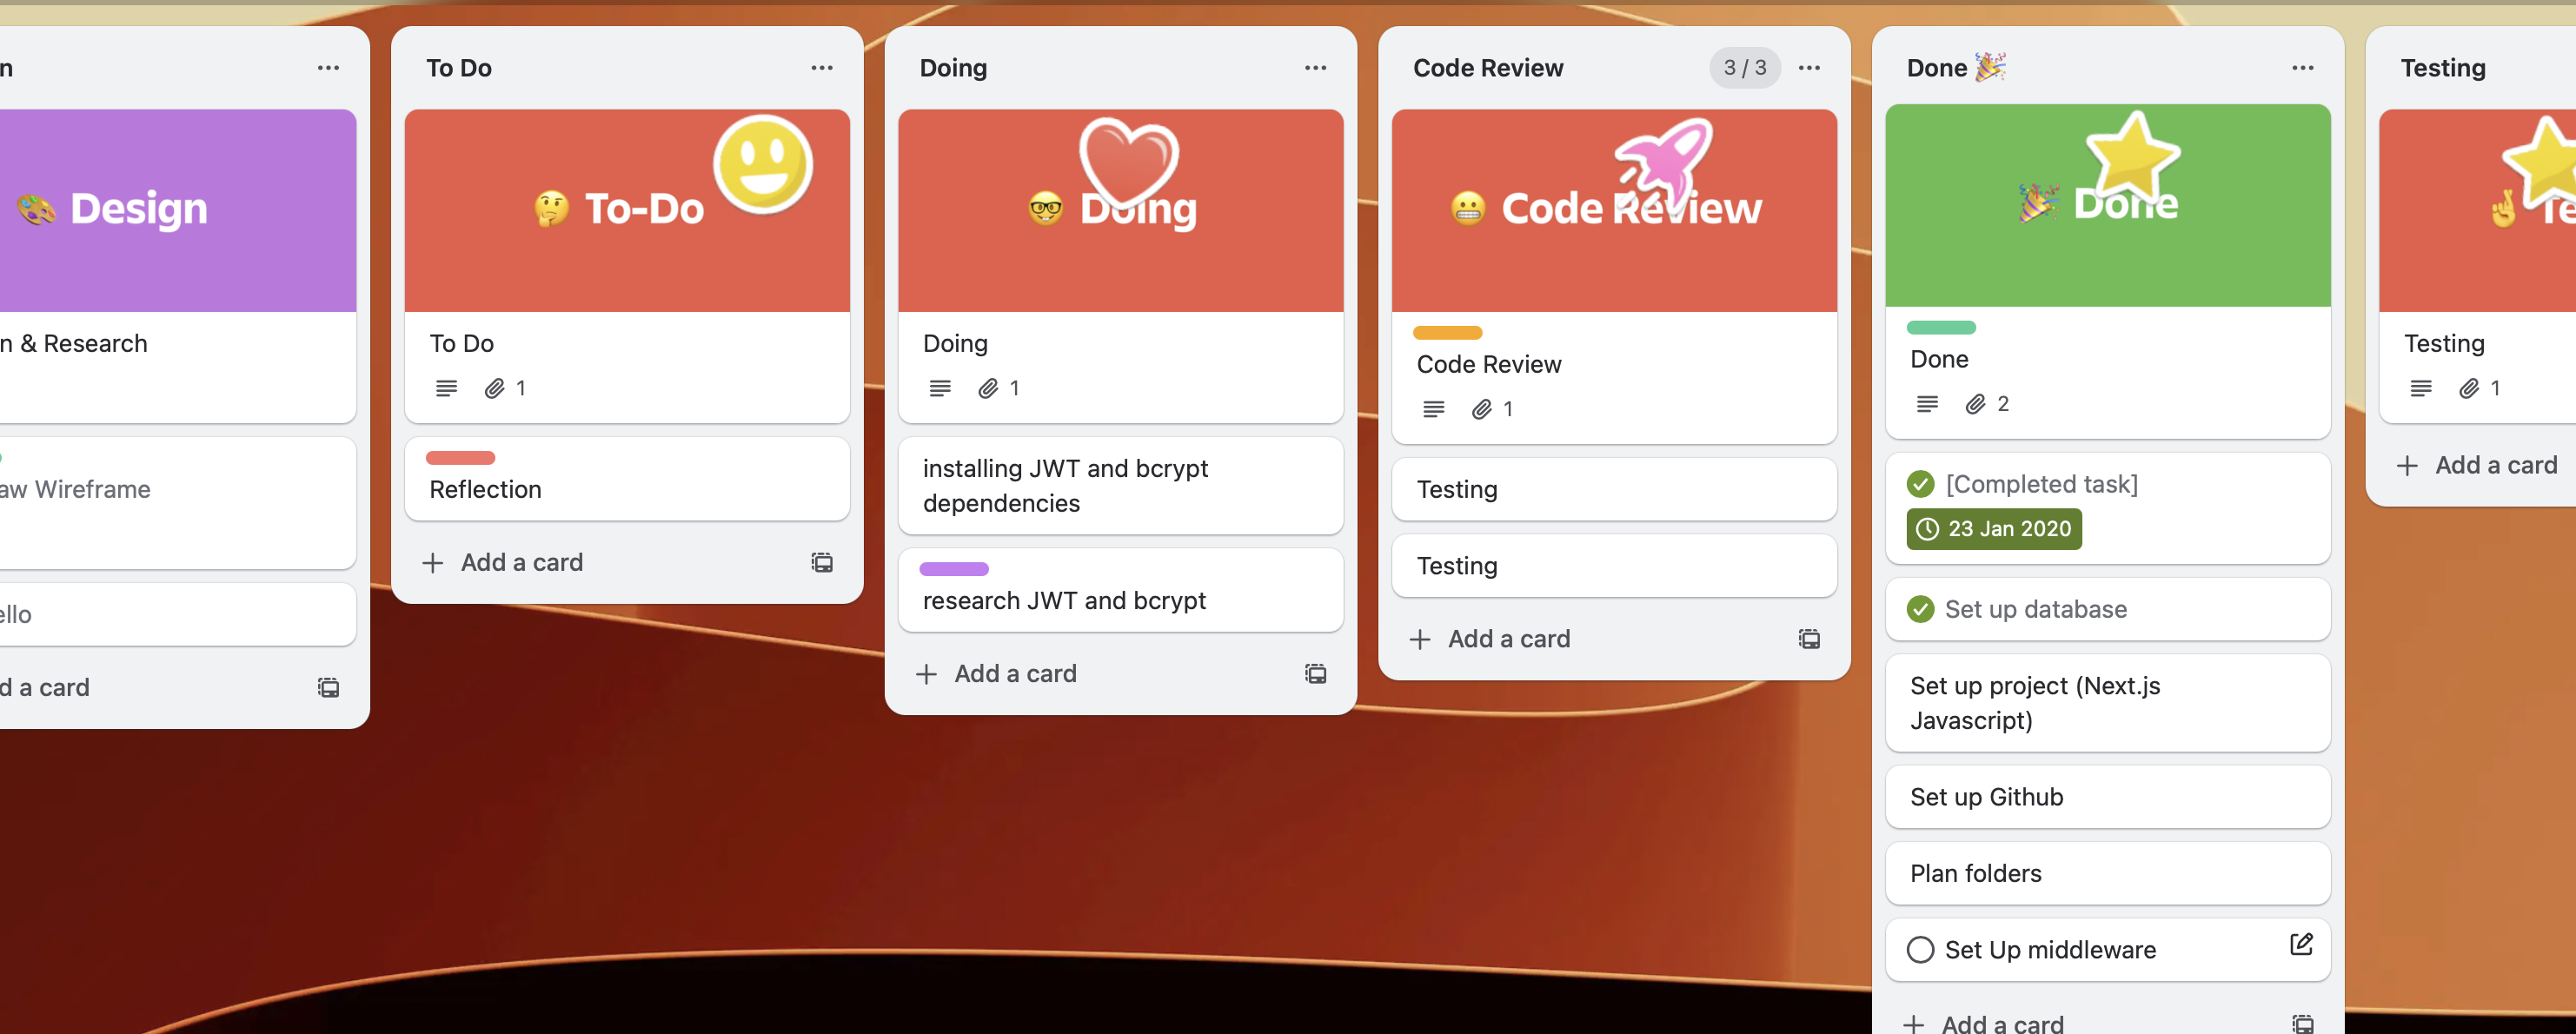 n
Design
n & Research
aw Wireframe
ello
d a card
To Do
To-Do
To Do
1
Reflection
Add a card
Doing
Doing
Doing
1
installing JWT and bcrypt
dependencies
research JWT and bcrypt
Add a card
Code Review
3 / 3
Code Review
Code Review
1
Testing
Testing
Add a card
Done
Done
Done
2
[Completed task]
23 Jan 2020
Set up database
Set up project (Next.js
Javascript)
Set up Github
Plan folders
Set Up middleware
Add a card
Testing
Te
Testing
1
Add a card